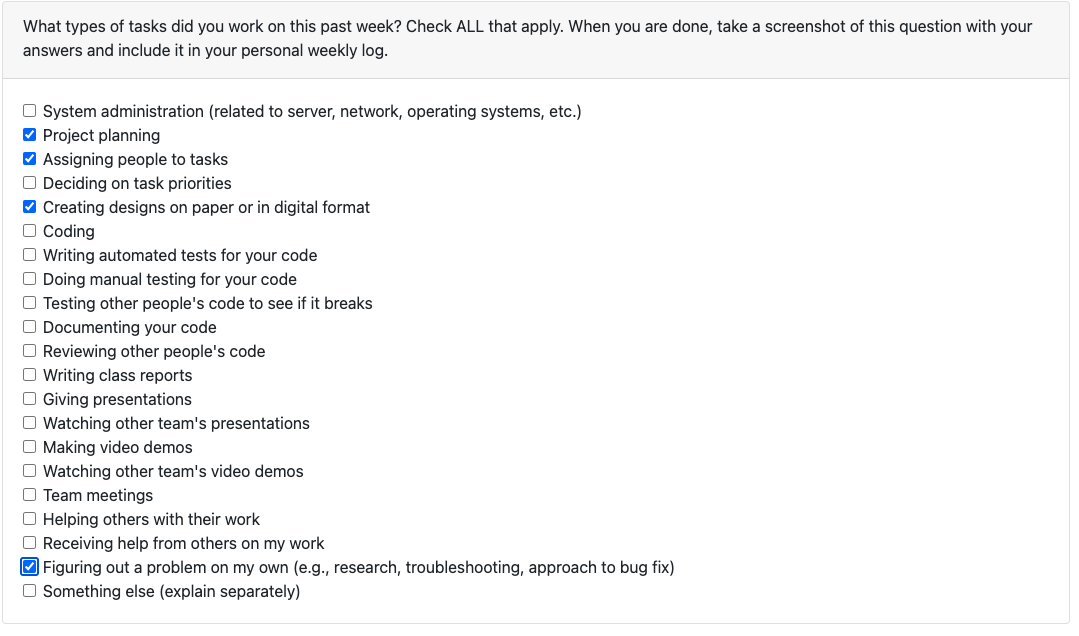 What types of tasks did you work on this past week? Check ALL that apply. When you are done, take a screenshot of this question with your
answers and include it in your personal weekly log.
System administration (related to server, network, operating systems, etc.)
Project planning
Assigning people to tasks
Deciding on task priorities
Creating designs on paper or in digital format
Coding
Writing automated tests for your code
Doing manual testing for your code
Testing other people's code to see if it breaks
Documenting your code
Reviewing other people's code
Writing class reports
Giving presentations
Watching other team's presentations
Making video demos
Watching other team's video demos
Team meetings
Helping others with their work
Receiving help from others on my work
Figuring out a problem on my own (e.g., research, troubleshooting, approach to bug fix)
Something else (explain separately)